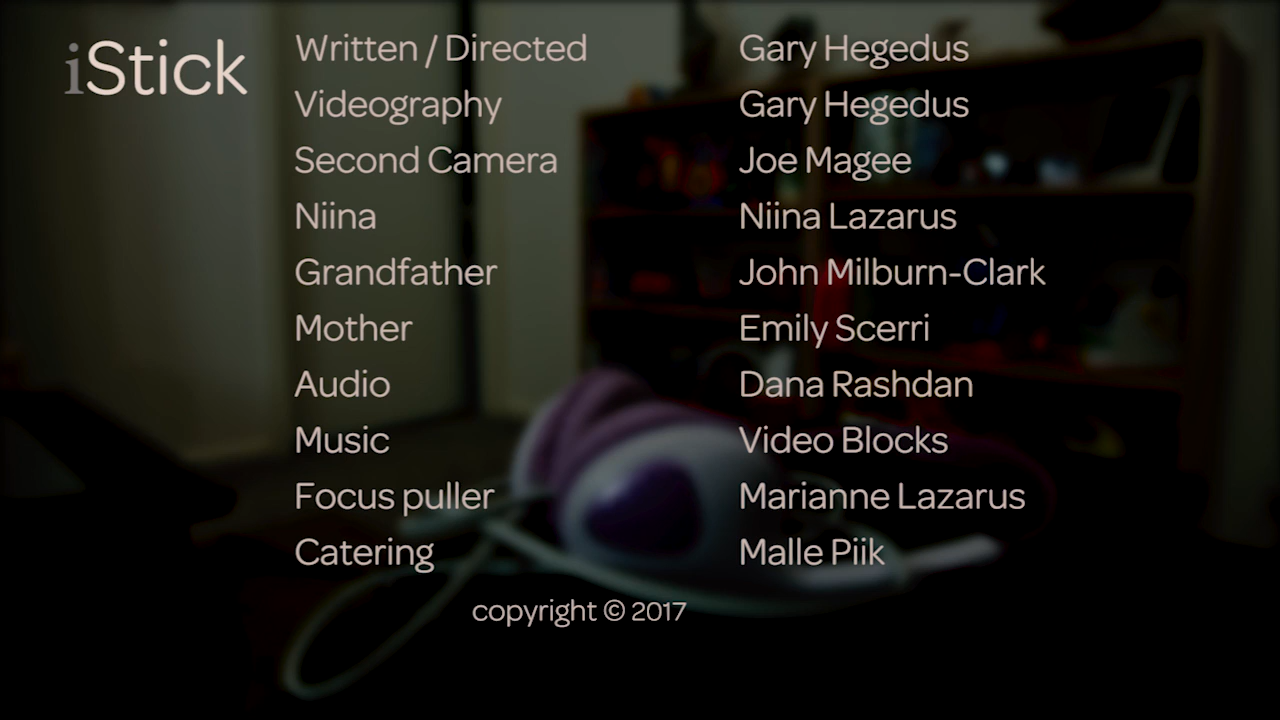 iStick
Written / Directed Gary Hegedus
Videography Gary Hegedus
Second Camera Joe Magee
Niina Niina Lazarus
Grandfather John Milburn-Clark
Mother Emily Scerri
Audio Dana Rashdan
Music Video Blocks
Focus puller Marianne Lazarus
Catering Malle Piik
copyright © 2017